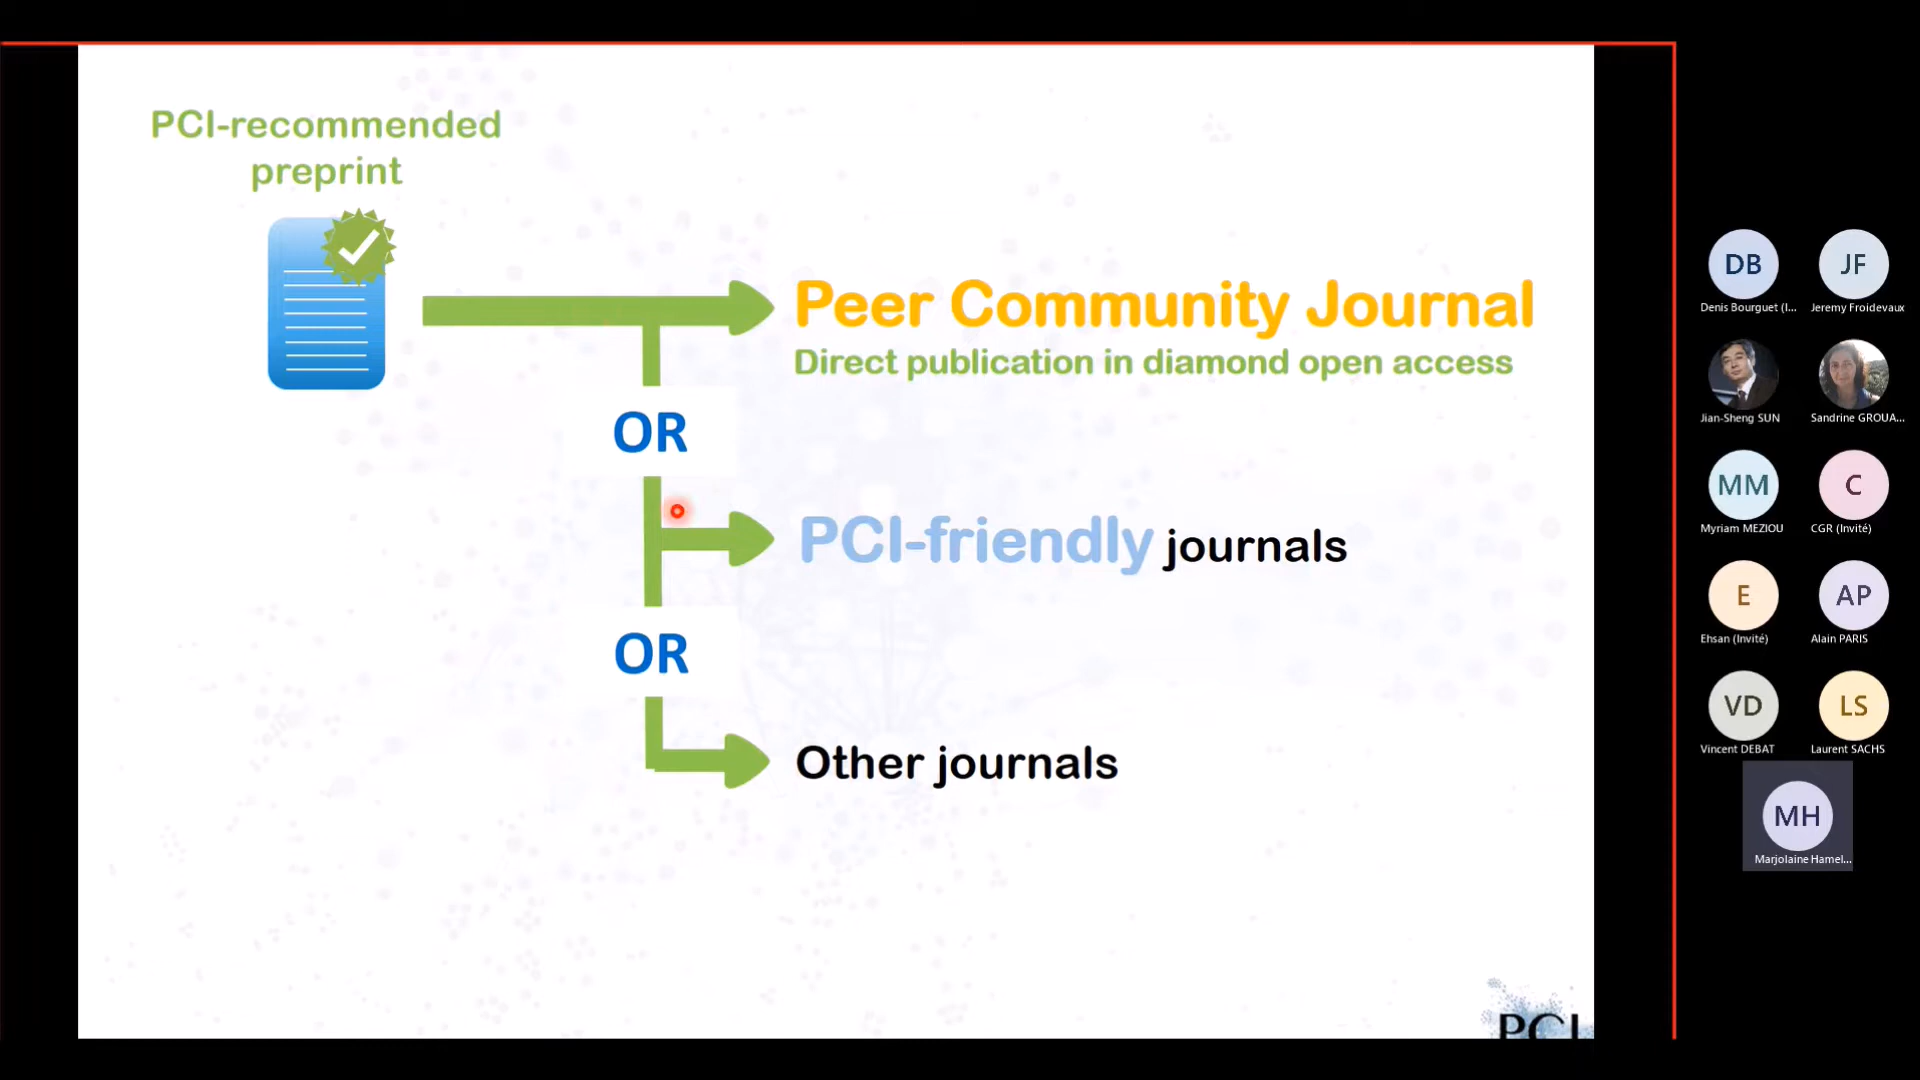 PCI-recommended
preprint
Peer Community Journal
Direct publication in diamond open access
OR
PCI-friendly journals
OR
Other journals
PCI
DB
JF
Denis Bourguet (I...
Jeremy Froidevaux
Jian-Sheng SUN
Sandrine GROUA...
MM
C
Myriam MEZIOU
CGR (Invité)
E
AP
Ehsan (Invité)
Alain PARIS
VD
LS
Vincent DEBAT
Laurent SACHS
MH
Marjolaine Hamel...